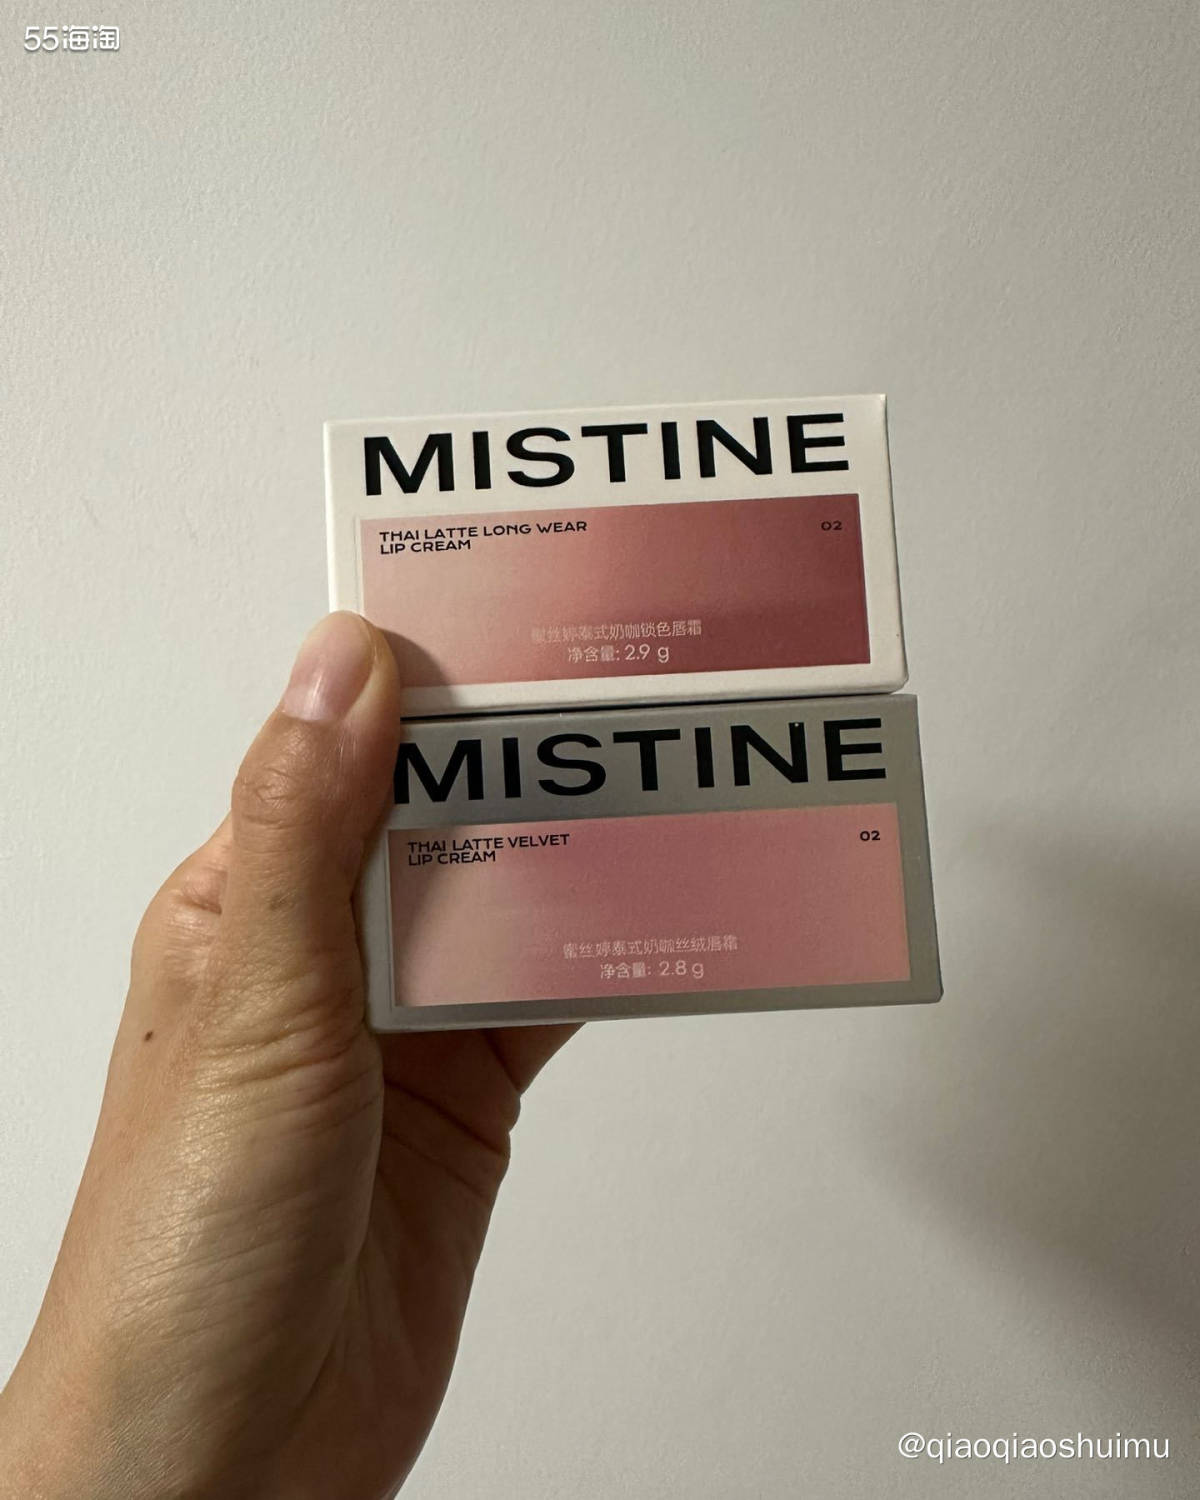 55海淘
MISTINE
THAI LATTE LONG WEAR
LIP CREAM
02
蜜丝婷泰式奶咖锁色唇霜
净含量: 2.9 g
MISTINE
THAI LATTE VELVET
LIP CREAM
02
蜜丝婷泰式奶咖丝绒唇霜
净含量: 2.8 g
@qiaoqiaoshuimu